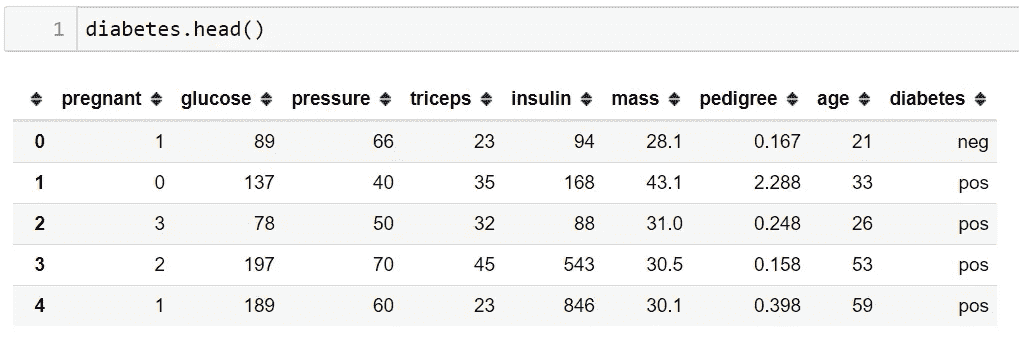 1 diabetes.head()
pregnant glucose pressure triceps insulin mass pedigree age diabetes
0 1 89 66 23 94 28.1 0.167 21 neg
1 0 137 40 35 168 43.1 2.288 33 pos
2 3 78 50 32 88 31.0 0.248 26 pos
3 2 197 70 45 543 30.5 0.158 53 pos
4 1 189 60 23 846 30.1 0.398 59 pos